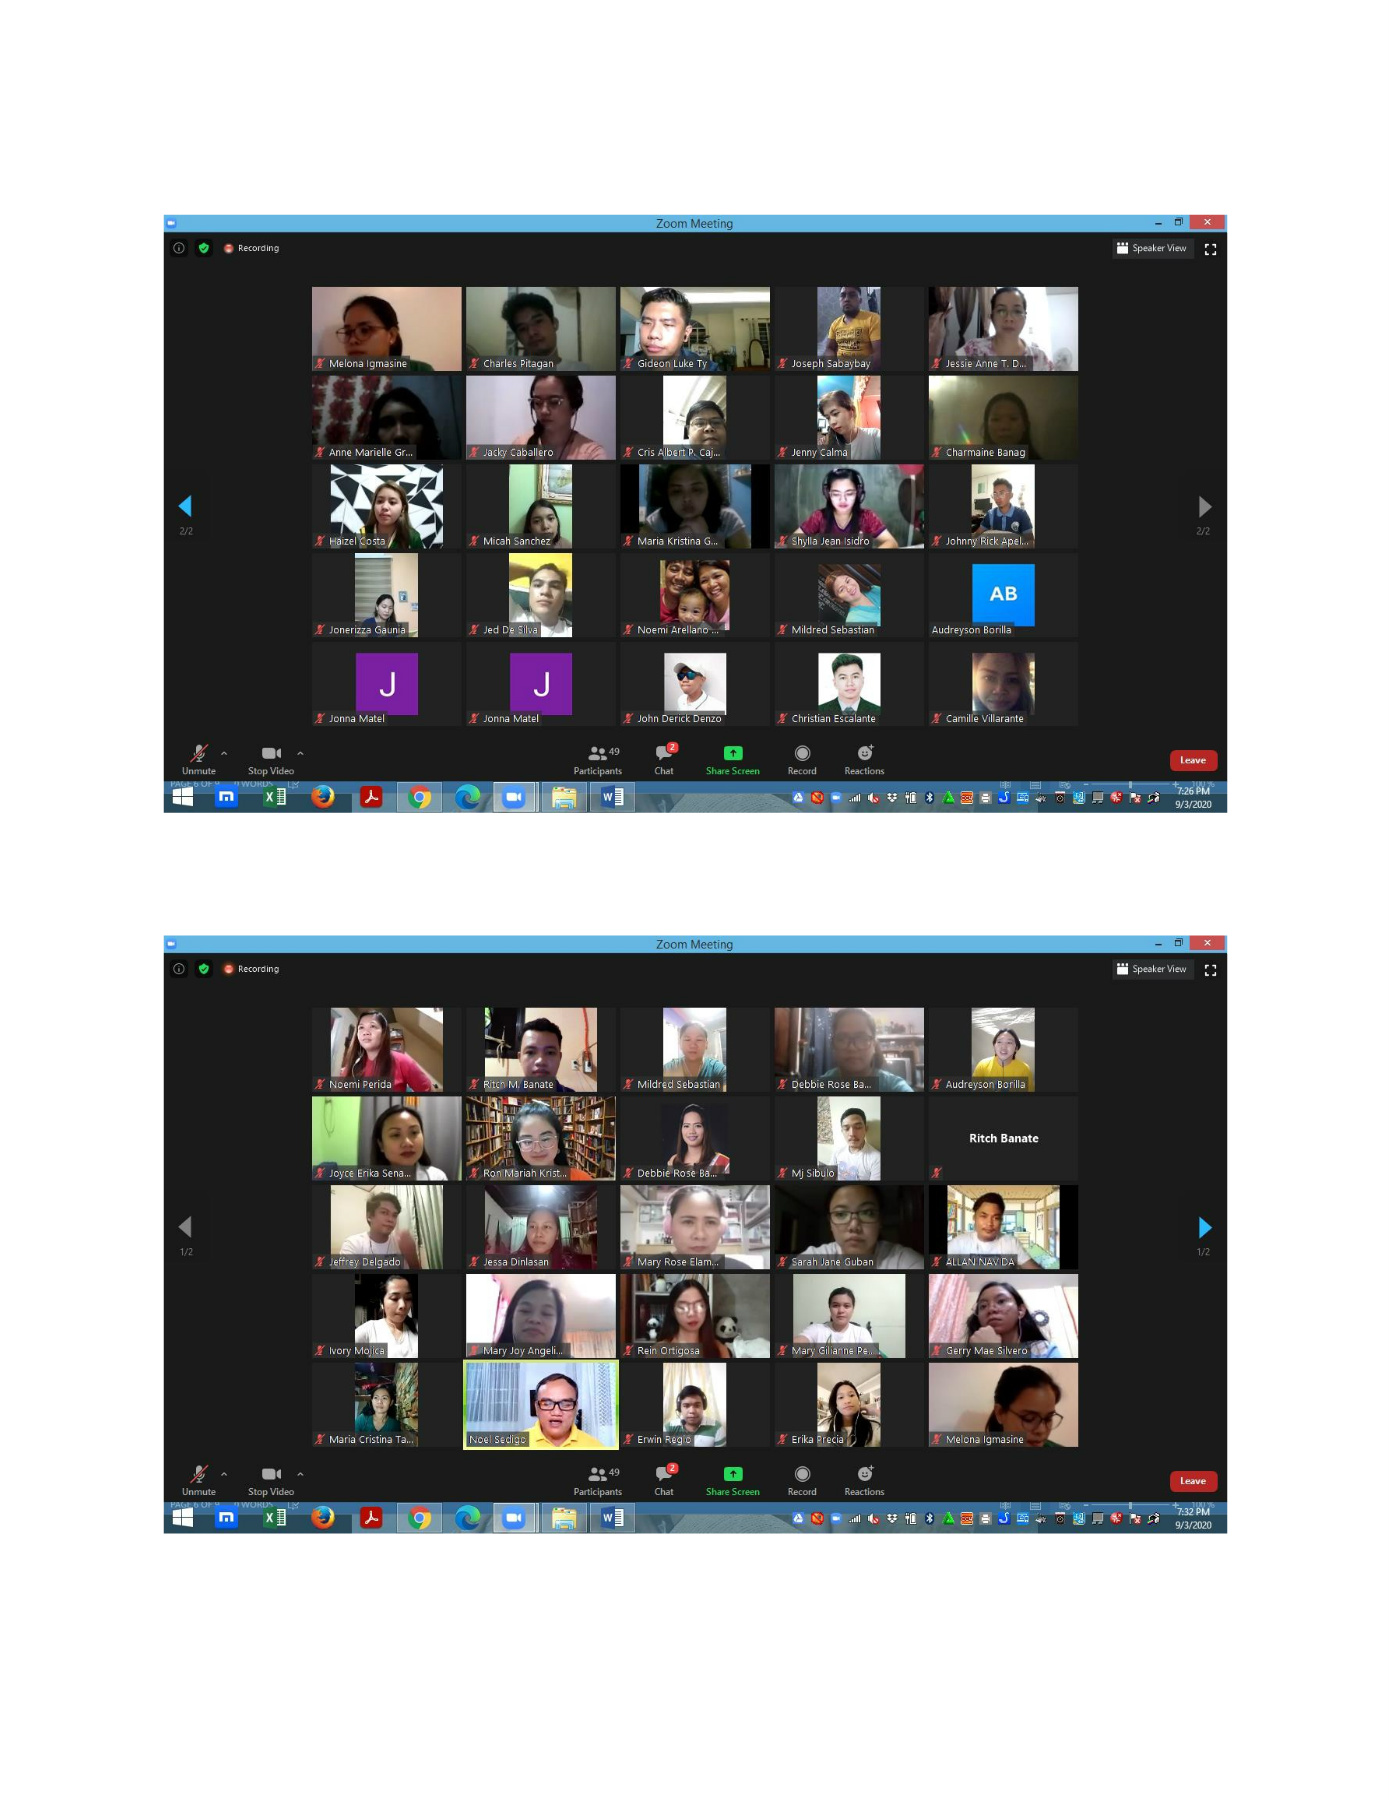 Zoom Meeting
Recording
Speaker View
Melona Igmasine
Charles Pitagan
Gideon Luke Ty
Joseph Sabaybay
Jessie Anne T. D...
Anne Marielle Gr...
Jacky Caballero
Cris Albert P. Caj...
Jenny Calma
Charmaine Banag
Haizel Costa
Micah Sanchez
Maria Kristina G...
Shylla Jean Isidro
Johnny Rick Apel...
2/2
2/2
Jonerizza Gaunia
Jed De Silva
Noemi Arellano ...
Mildred Sebastian
AB
Audreyson Borilla
J
Jonna Matel
J
Jonna Matel
John Derick Denzo
Christian Escalante
Camille Villarante
Unmute
Stop Video
49
Participants
2
Chat
Share Screen
Record
Reactions
Leave
7:26 PM
9/3/2020
Zoom Meeting
Recording
Speaker View
Noemi Perida
Ritch M. Banate
Mildred Sebastian
Debbie Rose Ba...
Audreyson Borilla
Joyce Erika Sena...
Ron Mariah Krist...
Debbie Rose Ba...
Mj Sibulo
Ritch Banate
Jeffrey Delgado
Jessa Dinlasan
Mary Rose Elam...
Sarah Jane Guban
ALLAN NAVIDA
1/2
1/2
Ivory Mojica
Mary Joy Angeli...
Rein Ortigosa
Mary Gilianne Pe...
Gerry Mae Silvero
Maria Cristina Ta...
Noel Sedigo
Erwin Regio
Erika Precia
Melona Igmasine
Unmute
Stop Video
49
Participants
2
Chat
Share Screen
Record
Reactions
Leave
7:32 PM
9/3/2020